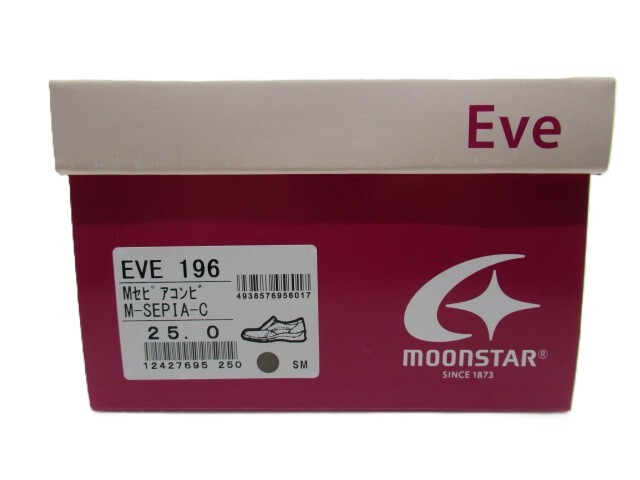 Eve
EVE 196
Mｾﾋﾟｱｺﾝﾋﾞ
4938576956017
M-SEPIA-C
25.0
12427695 250
SM
MOONSTAR®
SINCE 1873